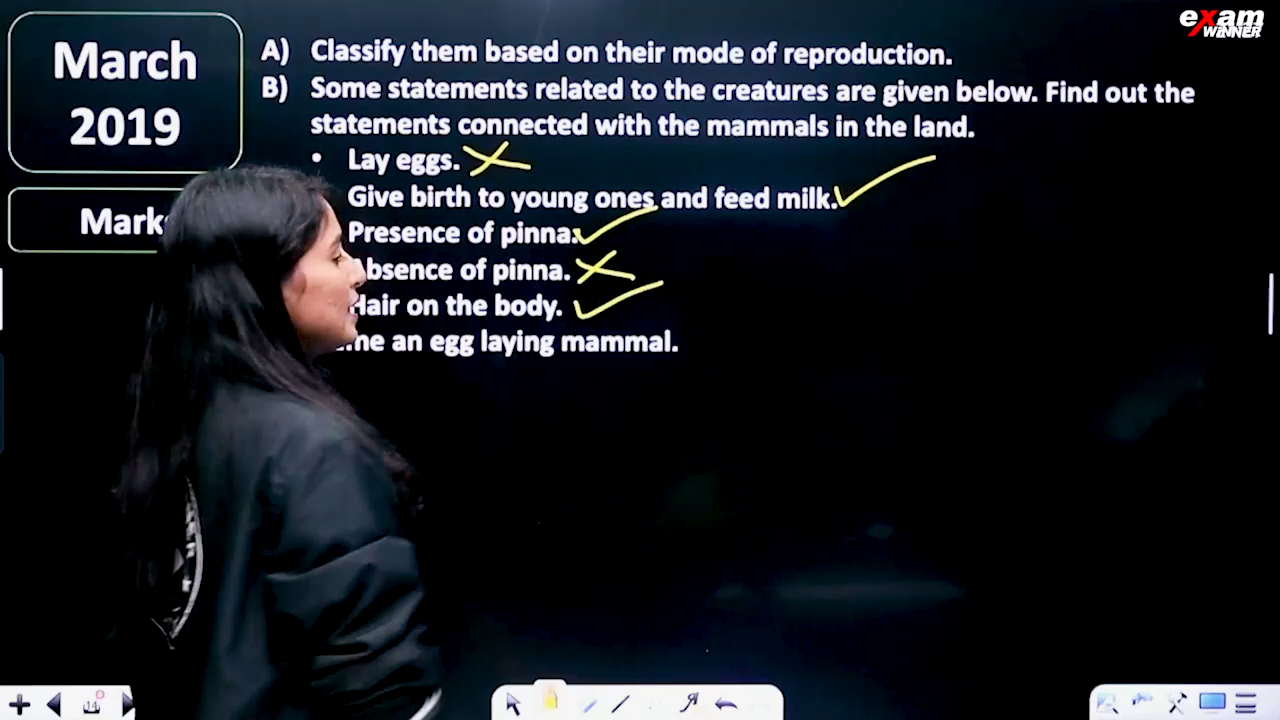 exam
WiNNER
March
2019
A) Classify them based on their mode of reproduction.
B) Some statements related to the creatures are given below. Find out the
statements connected with the mammals in the land.
• Lay eggs.
Give birth to young ones and feed milk.
Presence of pinna.
bsence of pinna.
Hair on the body.
me an egg laying mammal.
Mark
14